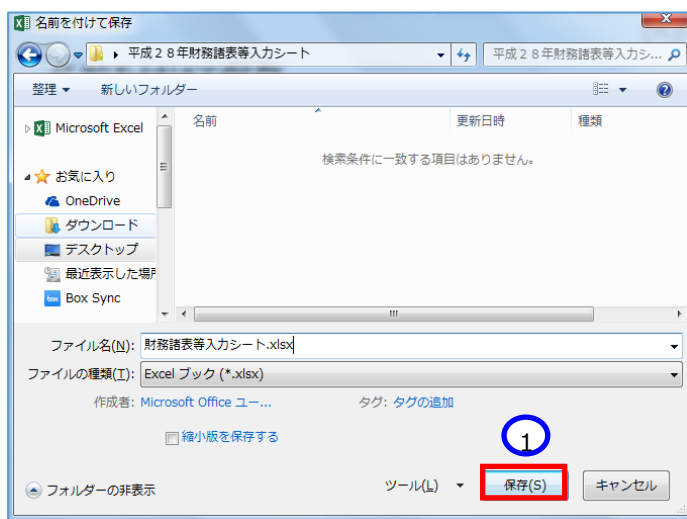 名前を付けて保存
平成28年財務諸表等入力シート
平成28年財務諸表等入力シ...
整理 新しいフォルダー
Microsoft Excel
お気に入り
OneDrive
ダウンロード
デスクトップ
最近表示した場所
Box Sync
名前 更新日時 種類
検索条件に一致する項目はありません。
ファイル名(N): 財務諸表等入力シート.xlsx
ファイルの種類(T): Excel ブック (*.xlsx)
作成者: Microsoft Office ユー... タグ: タグの追加
縮小版を保存する
1
フォルダーの非表示 ツール(L) 保存(S) キャンセル